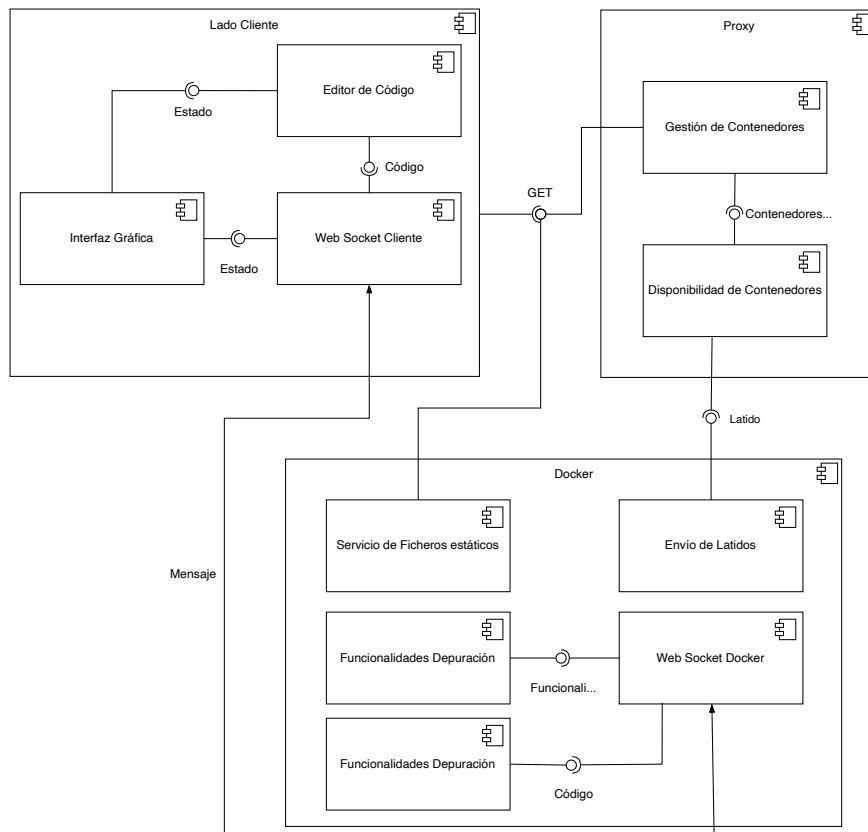 Lado Cliente
Proxy
Editor de Código
Estado
Gestión de Contenedores
Código
GET
Contenedores...
Interfaz Gráfica
Web Socket Cliente
Estado
Disponibilidad de Contenedores
Latido
Docker
Servicio de Ficheros estáticos
Envío de Latidos
Mensaje
Funcionalidades Depuración
Web Socket Docker
Funcionali...
Funcionalidades Depuración
Código